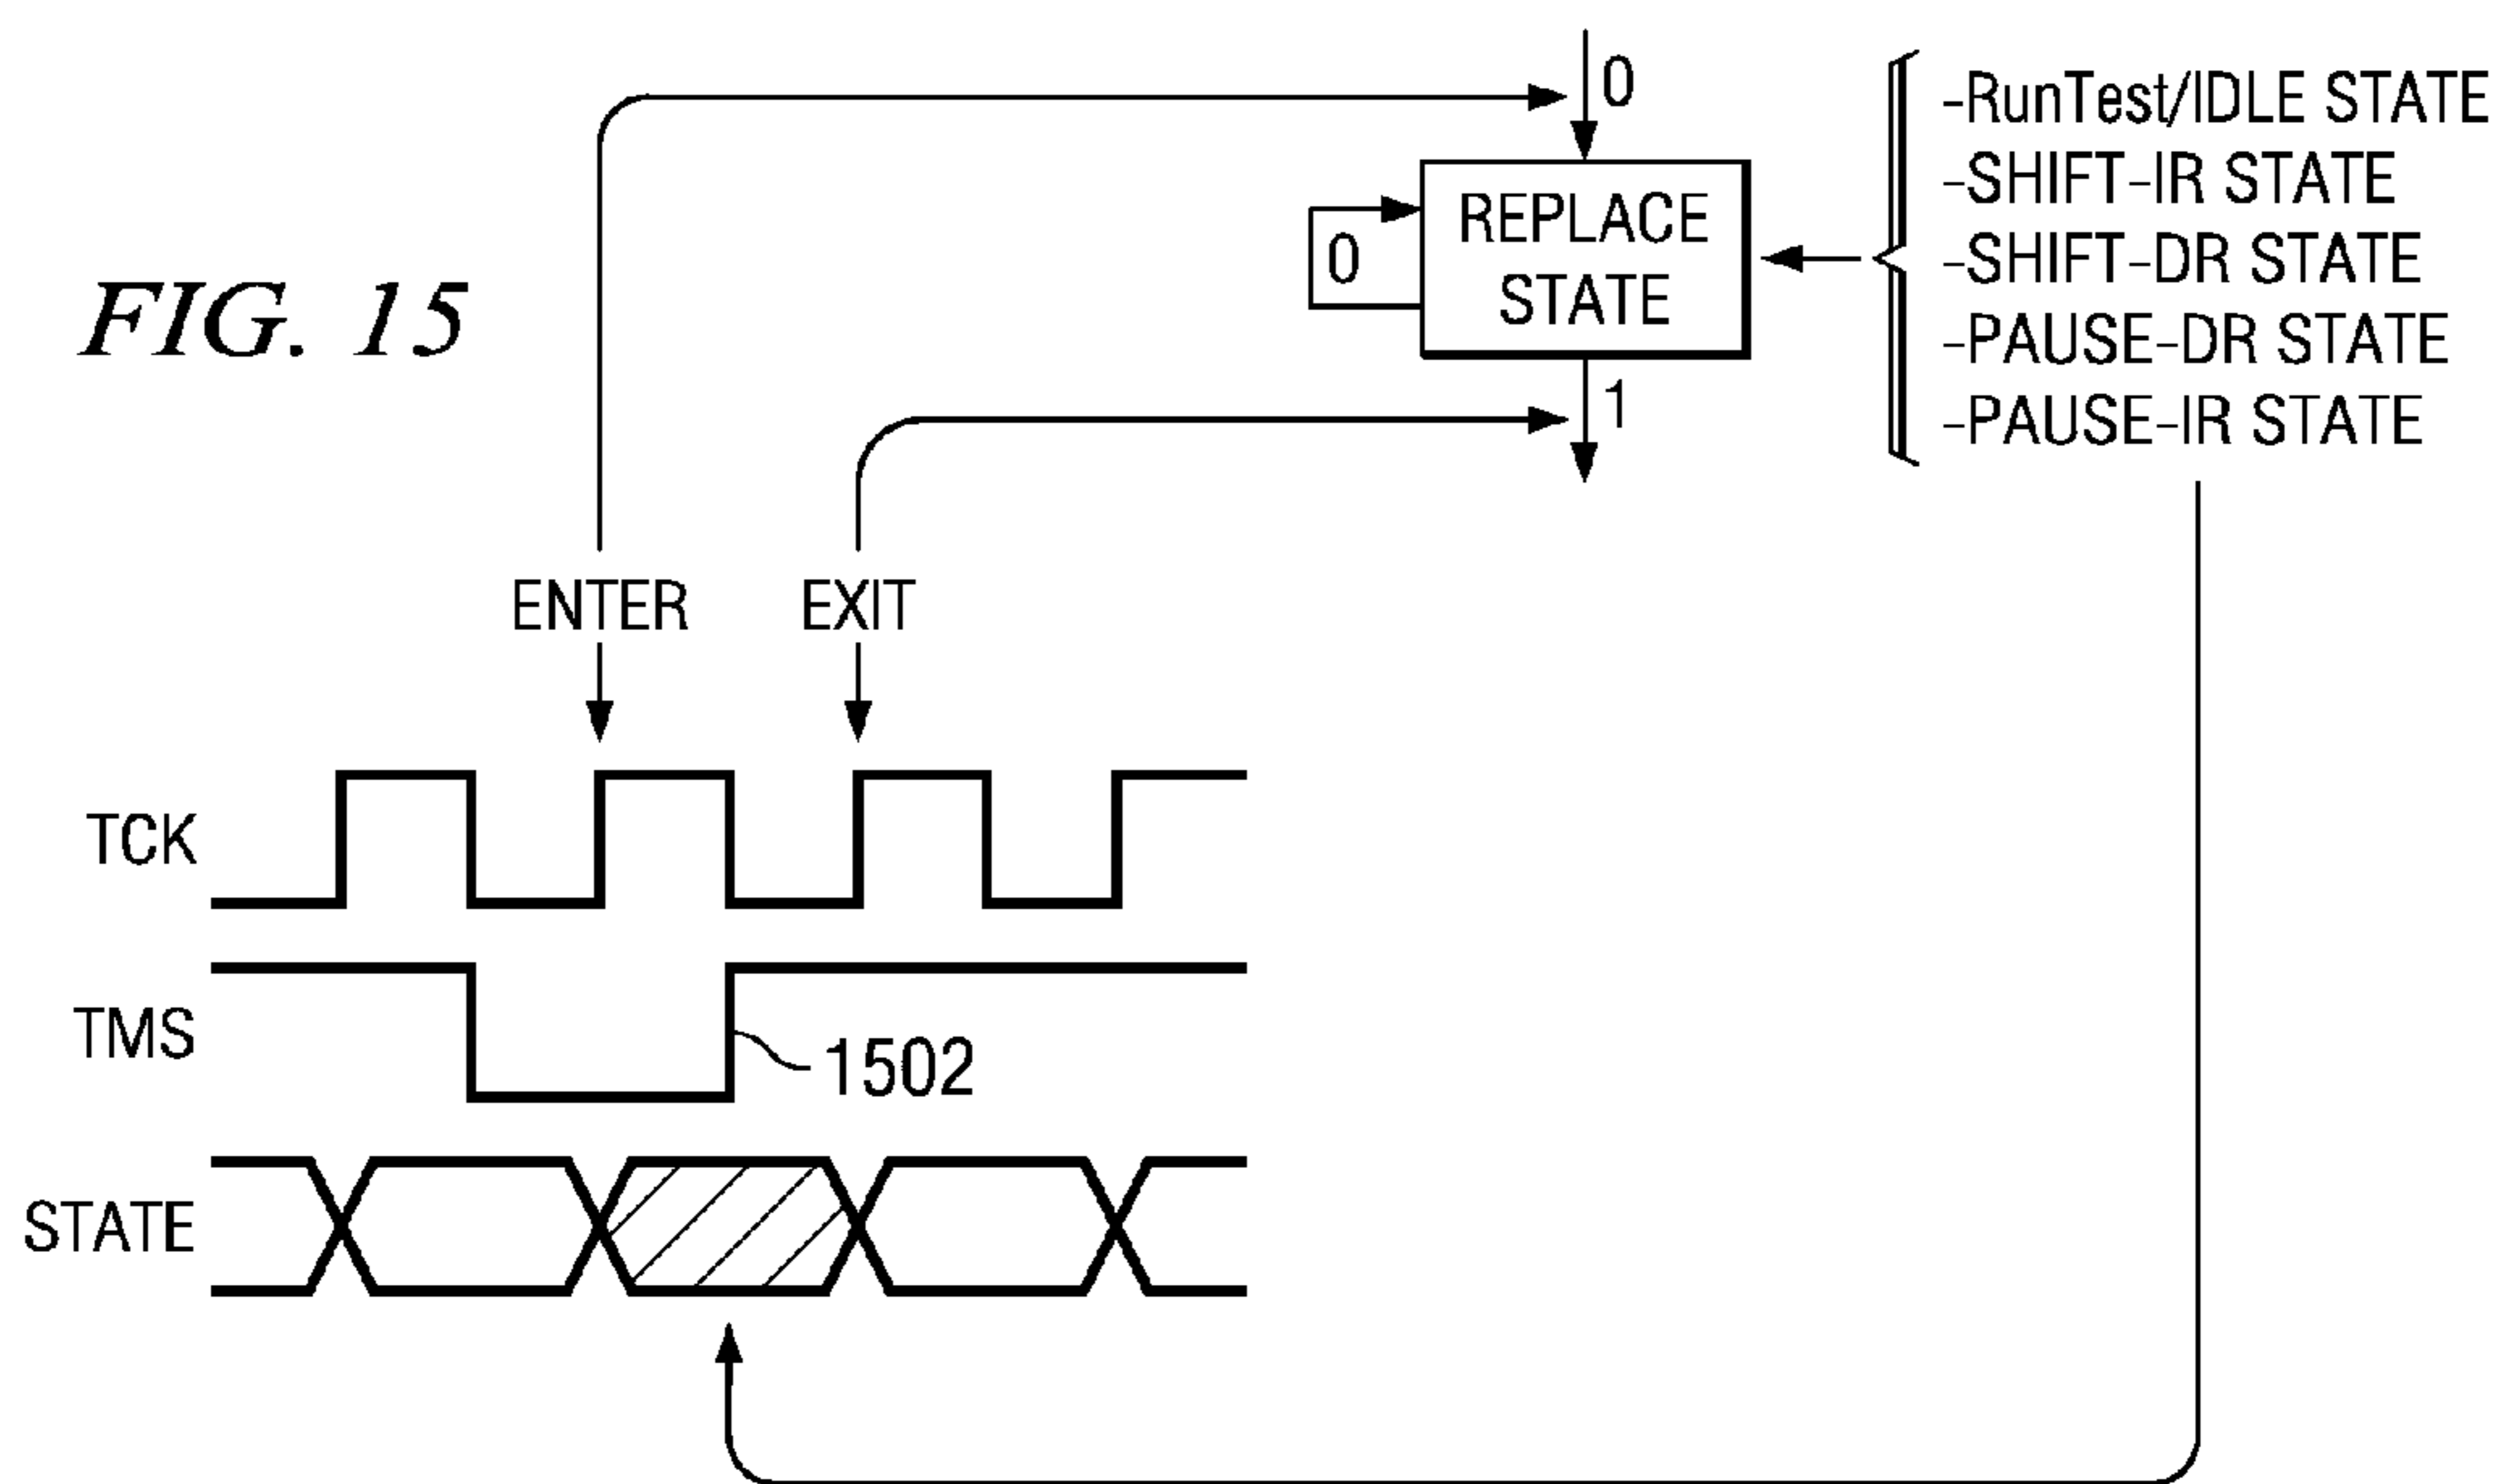 FIG. 15
0
-RunTest/IDLE STATE
-SHIFT-IR STATE
-SHIFT-DR STATE
-PAUSE-DR STATE
-PAUSE-IR STATE
REPLACE
STATE
0
1
ENTER
EXIT
TCK
TMS
1502
STATE